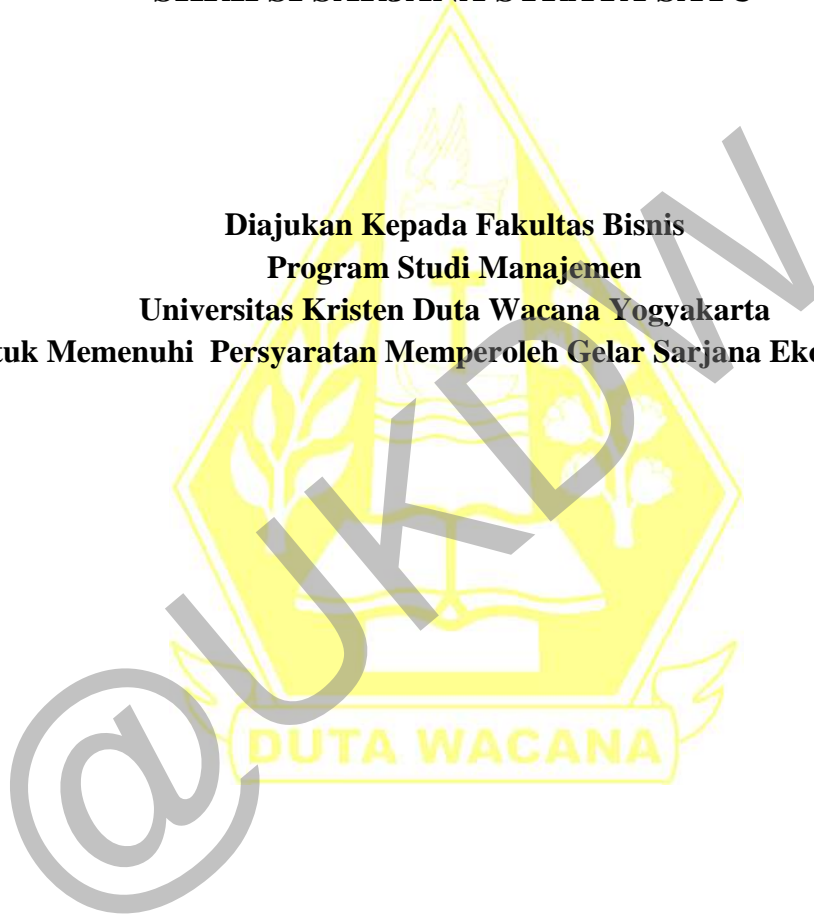 Diajukan Kepada Fakultas Bisnis
Program Studi Manajemen
Universitas Kristen Duta Wacana Yogyakarta
Memenuhi Persyaratan Memperoleh Gelar Sarjana
@UKDW
DUTA WACANA